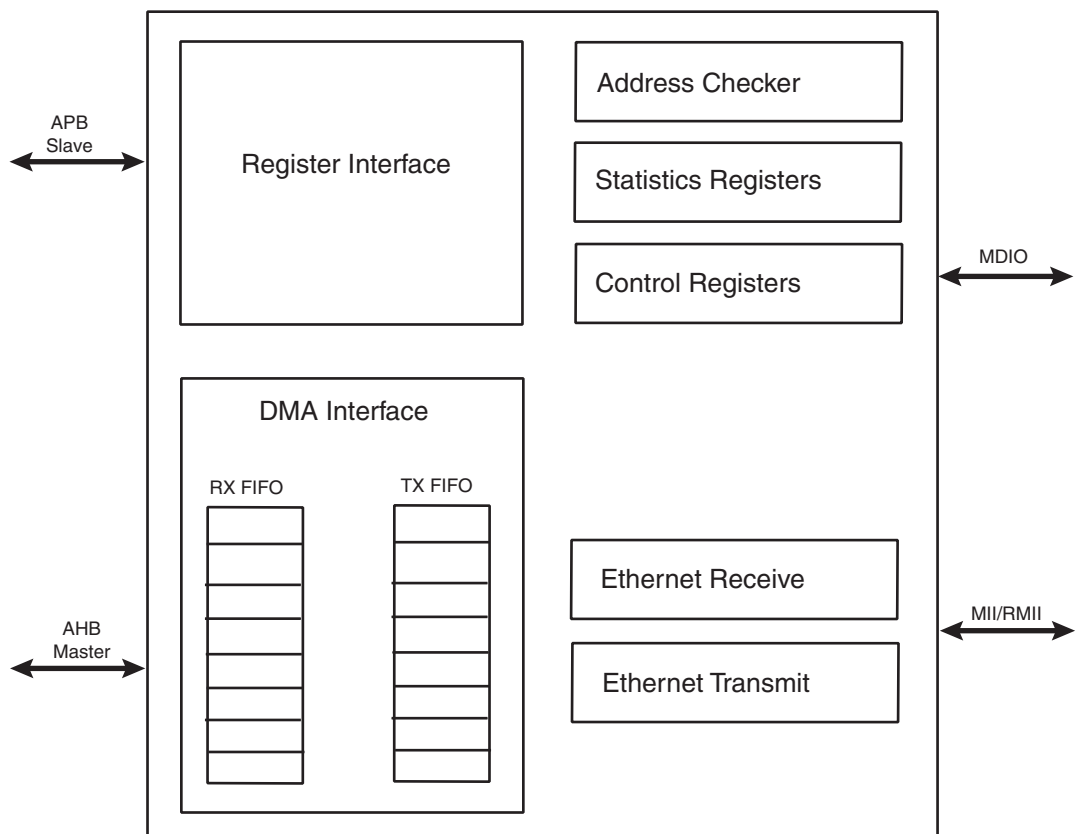 APB
Slave
Register Interface
Address Checker
Statistics Registers
Control Registers
MDIO
DMA Interface
RX FIFO
TX FIFO
Ethernet Receive
Ethernet Transmit
AHB
Master
MII/RMII